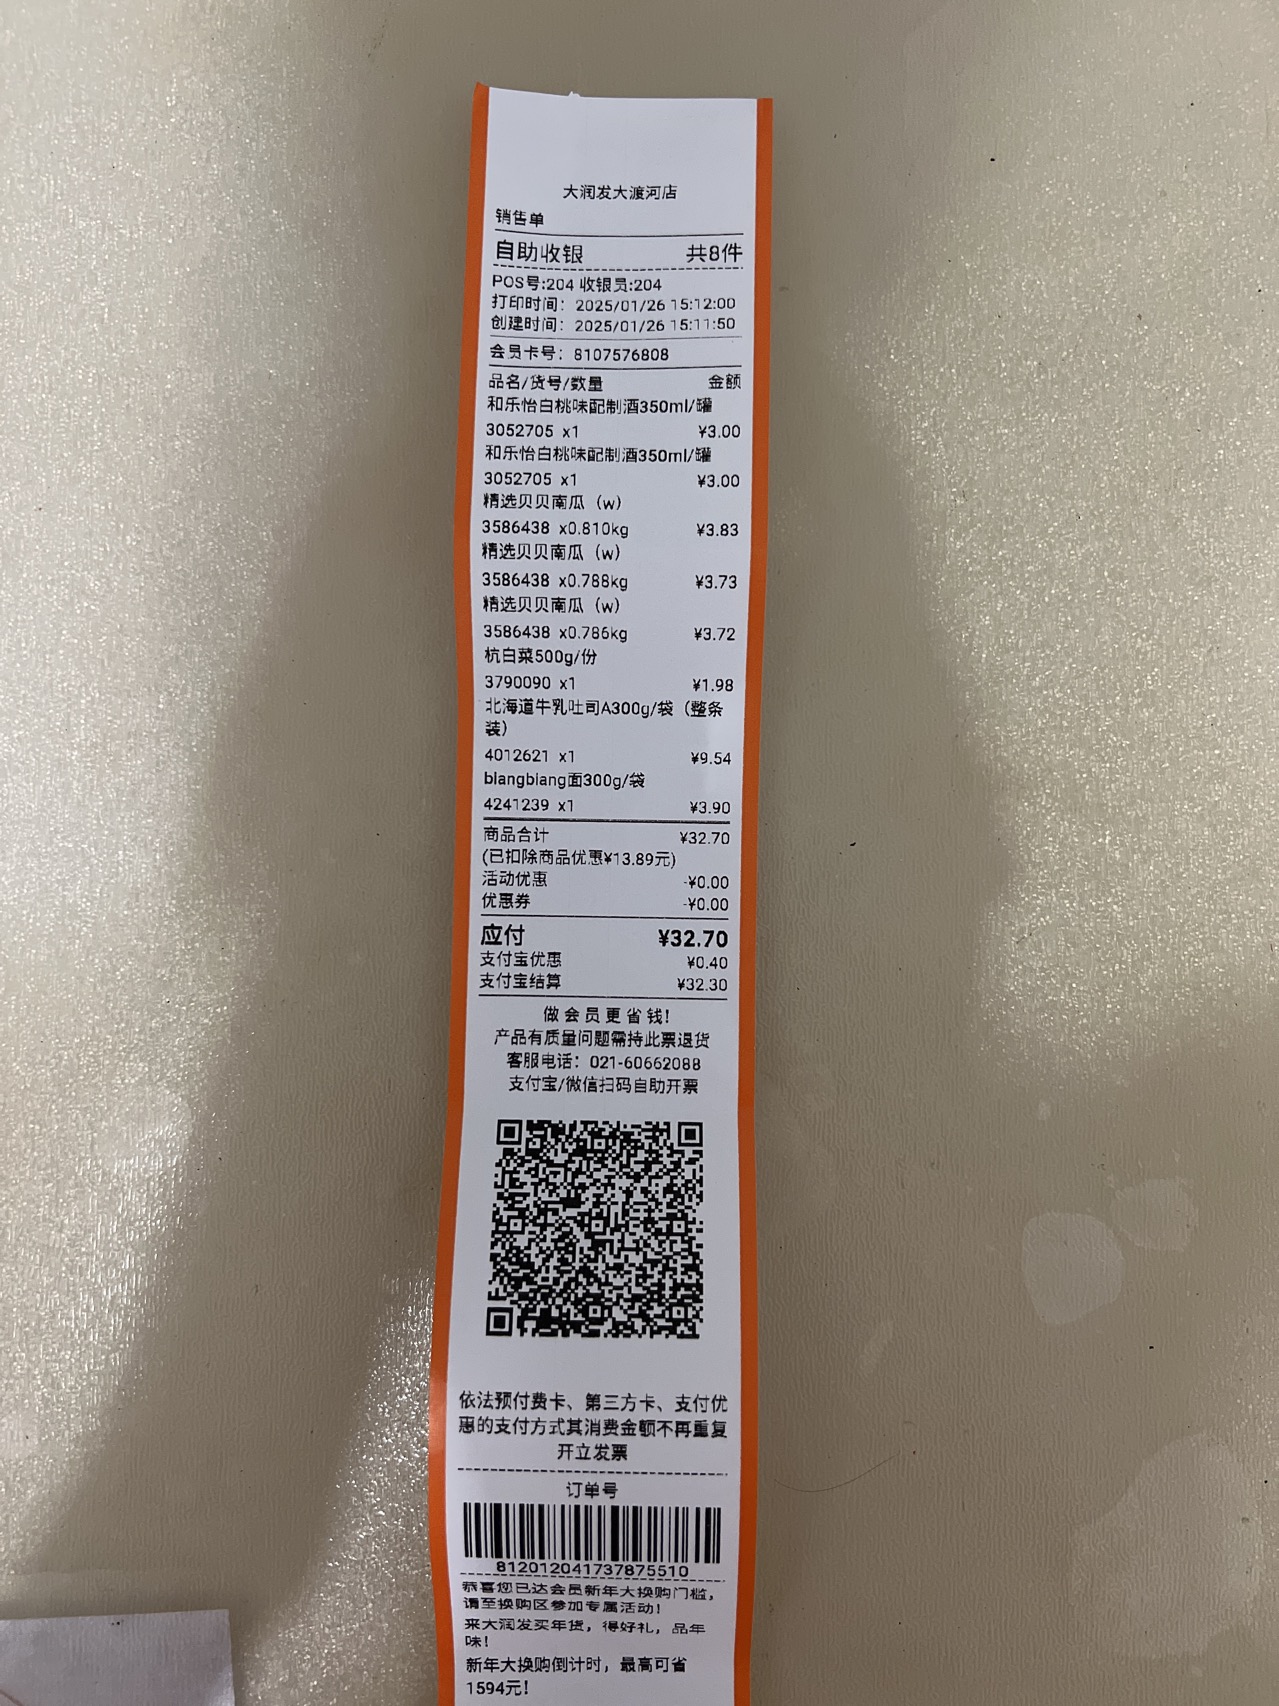 大润发大渡河店
销售单
自助收银 共8件
POS号:204 收银员:204
打印时间：2025/01/26 15:12:00
创建时间：2025/01/26 15:11:50
会员卡号：8107576808
品名/货号/数量 金额
和乐怡白桃味配制酒350ml/罐
3052705 x1 ¥3.00
和乐怡白桃味配制酒350ml/罐
3052705 x1 ¥3.00
精选贝贝南瓜（w）
3586438 x0.810kg ¥3.83
精选贝贝南瓜（w）
3586438 x0.788kg ¥3.73
精选贝贝南瓜（w）
3586438 x0.786kg ¥3.72
杭白菜500g/份
3790090 x1 ¥1.98
北海道牛乳吐司A300g/袋（整条
装）
4012621 x1 ¥9.54
biangbiang面300g/袋
4241239 x1 ¥3.90
商品合计 ¥32.70
(已扣除商品优惠¥13.89元)
活动优惠 -¥0.00
优惠券 -¥0.00
应付 ¥32.70
支付宝优惠 ¥0.40
支付宝结算 ¥32.30
做会员更省钱!
产品有质量问题需持此票退货
客服电话：021-60662088
支付宝/微信扫码自助开票
依法预付费卡、第三方卡、支付优
惠的支付方式其消费金额不再重复
开立发票
订单号
812012041737875510
恭喜您已达会员新年大换购门槛，
请至换购区参加专属活动！
来大润发买年货，得好礼，品年
味！
新年大换购倒计时，最高可省
1594元！